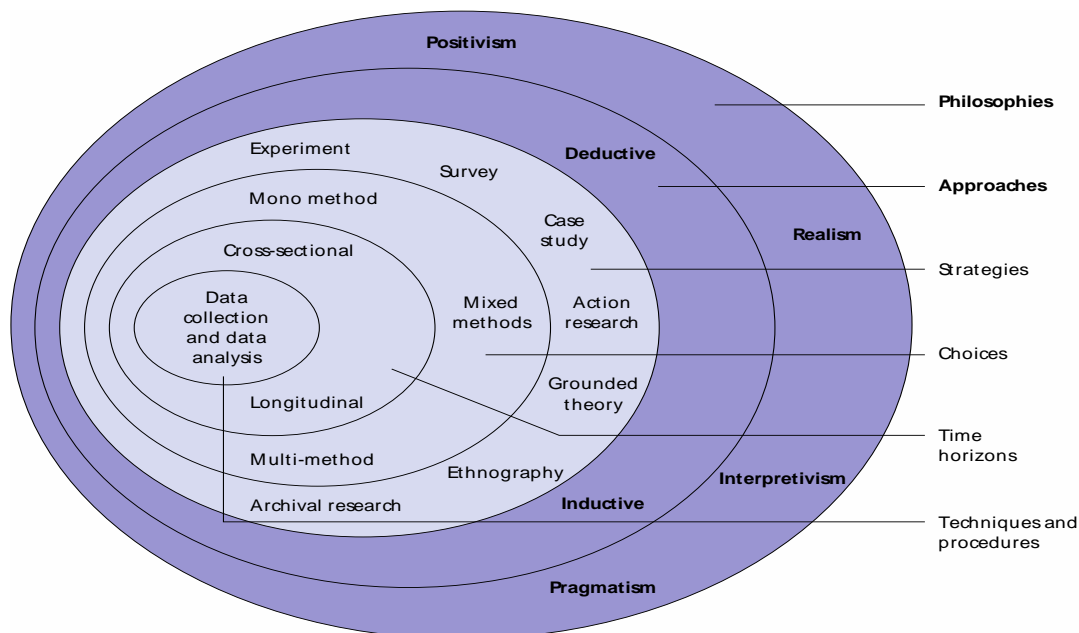 Positivism
Philosophies
Experiment
Deductive
Survey
Approaches
Mono method
Case
study
Realism
Cross-sectional
Strategies
Data
collection
and data
analysis
Mixed
methods
Action
research
Choices
Grounded
theory
Longitudinal
Time
horizons
Multi-method
Ethnography
Interpretivism
Archival research
Inductive
Techniques and
procedures
Pragmatism